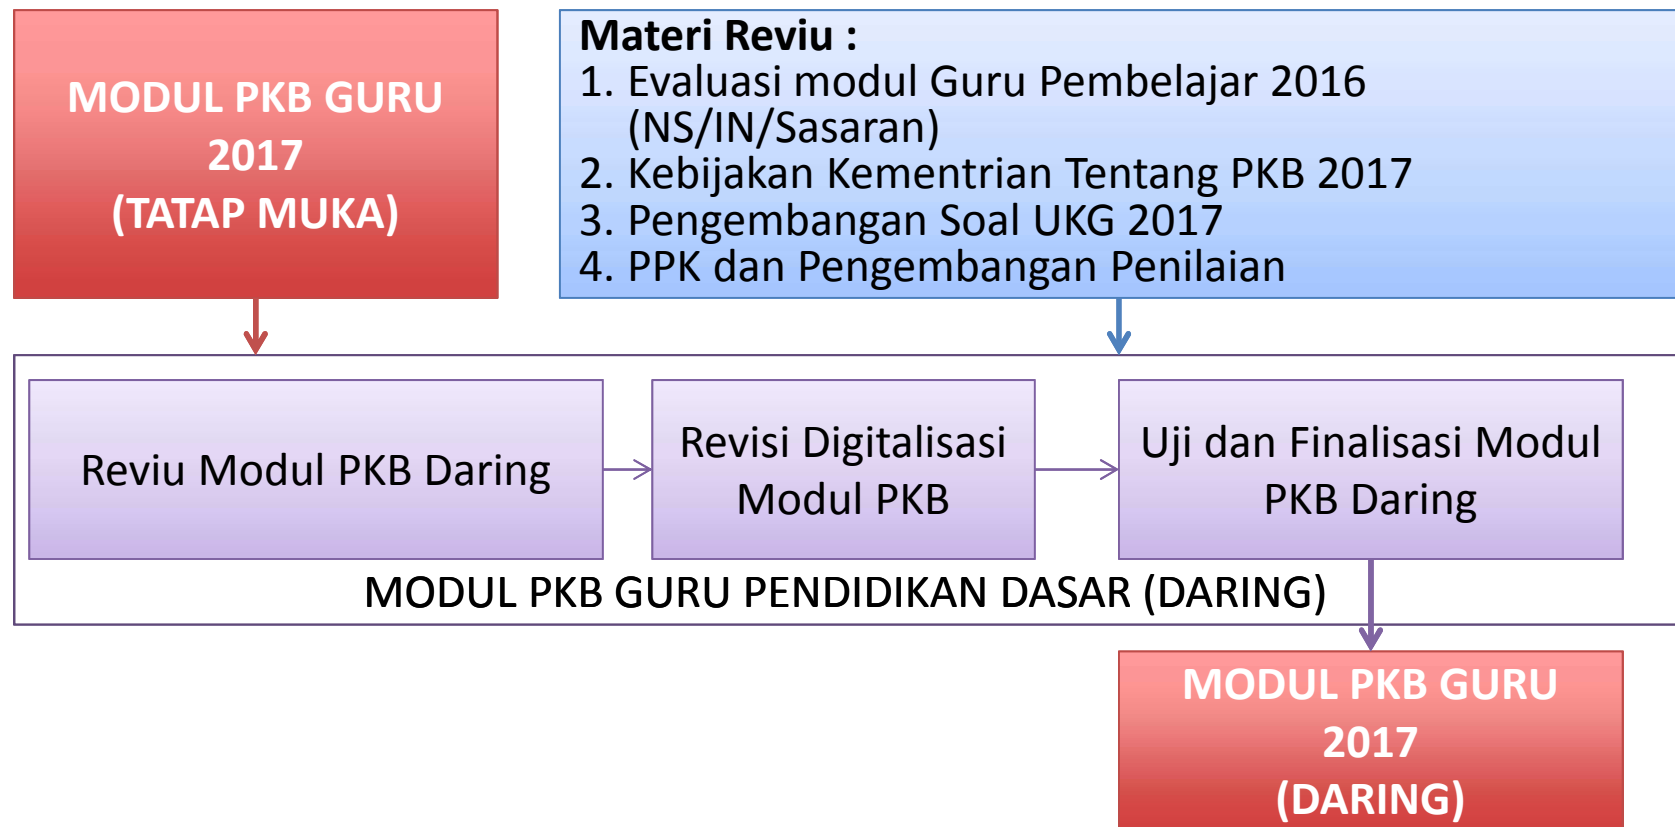 MODUL PKB GURU
2017
(TATAP MUKA)
Materi Reviu :
1. Evaluasi modul Guru Pembelajar 2016
(NS/IN/Sasaran)
2. Kebijakan Kementrian Tentang PKB 2017
3. Pengembangan Soal UKG 2017
4. PPK dan Pengembangan Penilaian
Reviu Modul PKB Daring
Revisi Digitalisasi
Modul PKB
Uji dan Finalisasi Modul
PKB Daring
MODUL PKB GURU PENDIDIKAN DASAR (DARING)
MODUL PKB GURU
2017
(DARING)